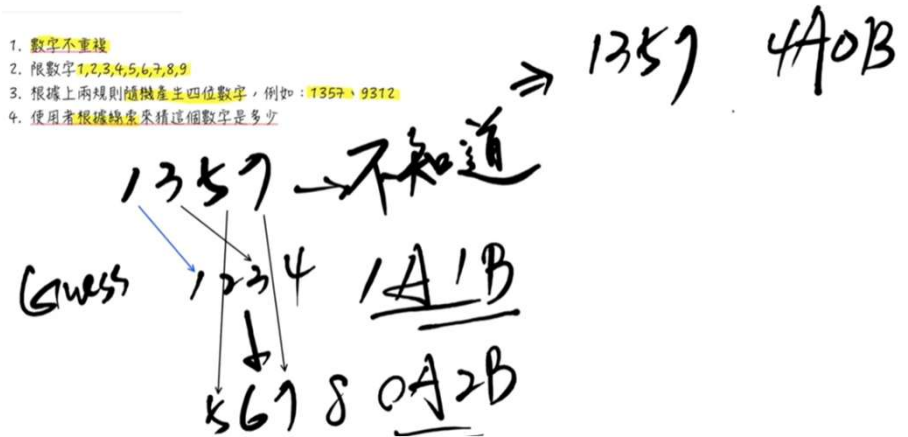 1. 數字不重複
2. 限數字1,2,3,4,5,6,7,8,9
3. 根據上兩規則隨機產生四位數字，例如：1357、9312
4. 使用者根據線索來猜這個數字是多少
⇒ 1357 4A0B
1357 → 不知道
Guess 1234 1A1B
5678 0A2B